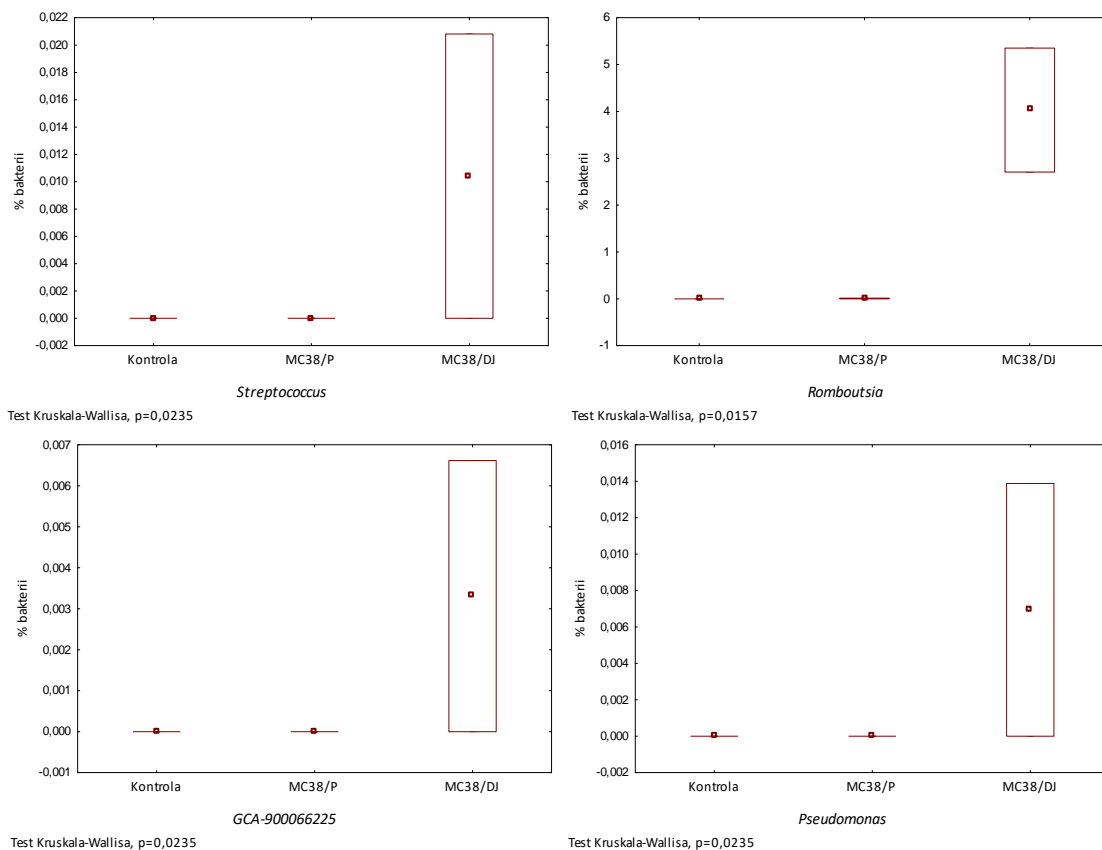 0,022
0,020
0,018
0,016
0,014
0,012
0,010
0,008
0,006
0,004
0,002
0,000
-0,002
% bakterii
Kontrola MC38/P MC38/DJ
Streptococcus
Test Kruskala-Wallisa, p=0,0235
6
5
4
3
2
1
0
-1
% bakterii
Kontrola MC38/P MC38/DJ
Romboutsia
Test Kruskala-Wallisa, p=0,0157
0,007
0,006
0,005
0,004
0,003
0,002
0,001
0,000
-0,001
% bakterii
Kontrola MC38/P MC38/DJ
GCA-900066225
Test Kruskala-Wallisa, p=0,0235
0,016
0,014
0,012
0,010
0,008
0,006
0,004
0,002
0,000
-0,002
% bakterii
Kontrola MC38/P MC38/DJ
Pseudomonas
Test Kruskala-Wallisa, p=0,0235